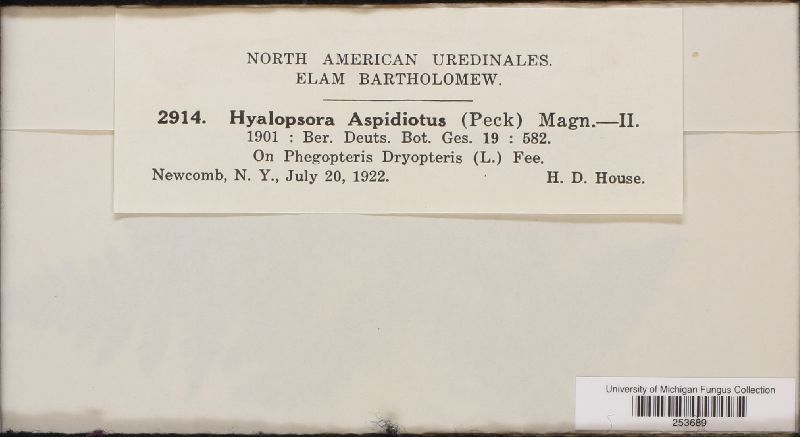 NORTH AMERICAN UREDINALES.
ELAM BARTHOLOMEW.
2914. Hyalopsora Aspidiotus (Peck) Magn.—II.
1901 : Ber. Deuts. Bot. Ges. 19 : 582.
On Phegopteris Dryopteris (L.) Fee.
Newcomb, N. Y., July 20, 1922. H. D. House.
University of Michigan Fungus Collection
253689